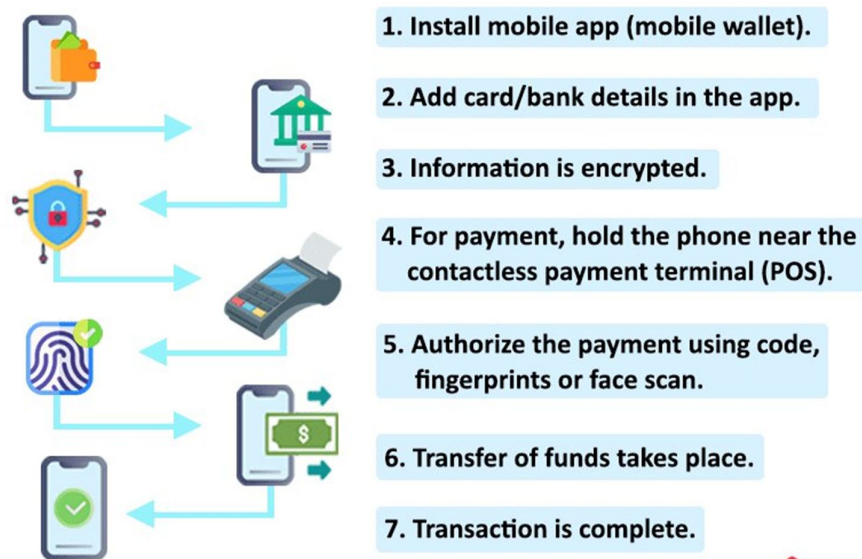 1. Install mobile app (mobile wallet).
2. Add card/bank details in the app.
3. Information is encrypted.
4. For payment, hold the phone near the
contactless payment terminal (POS).
5. Authorize the payment using code,
fingerprints or face scan.
$
6. Transfer of funds takes place.
7. Transaction is complete.